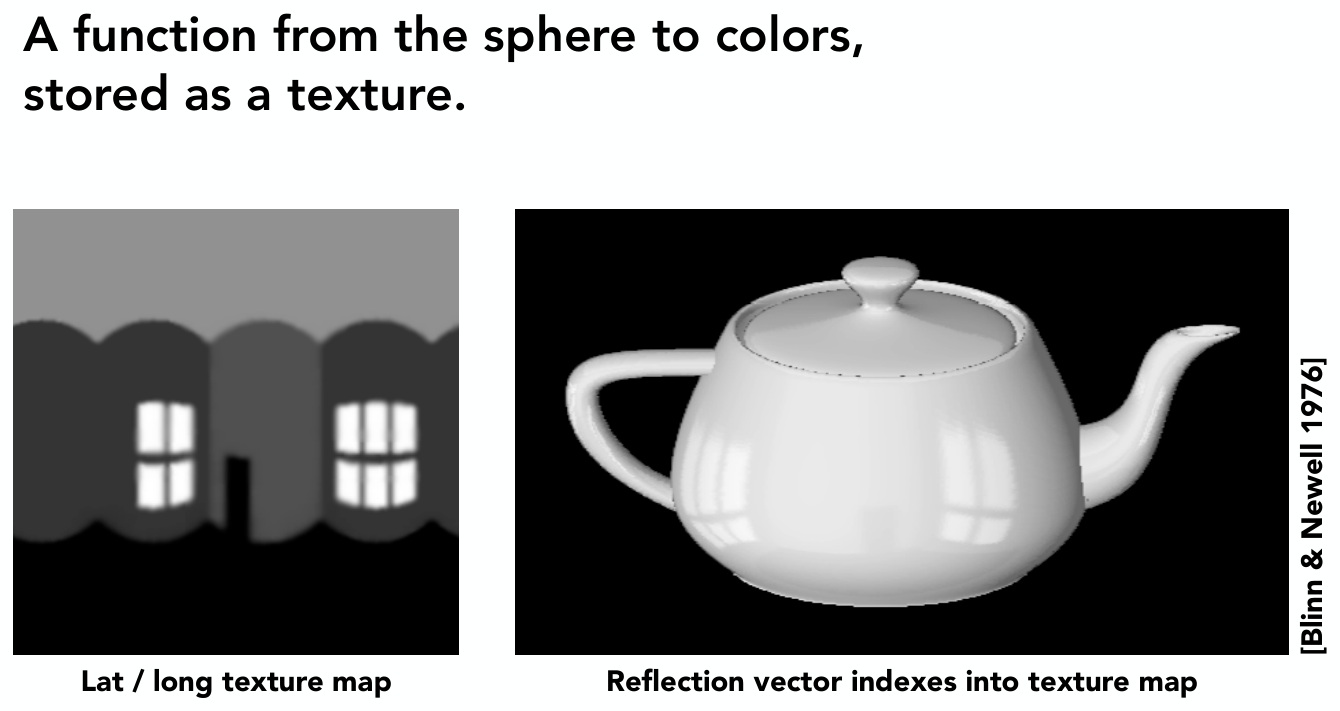 A function from the sphere to colors,
stored as a texture.
Lat / long texture map
Reflection vector indexes into texture map
[Blinn & Newell 1976]